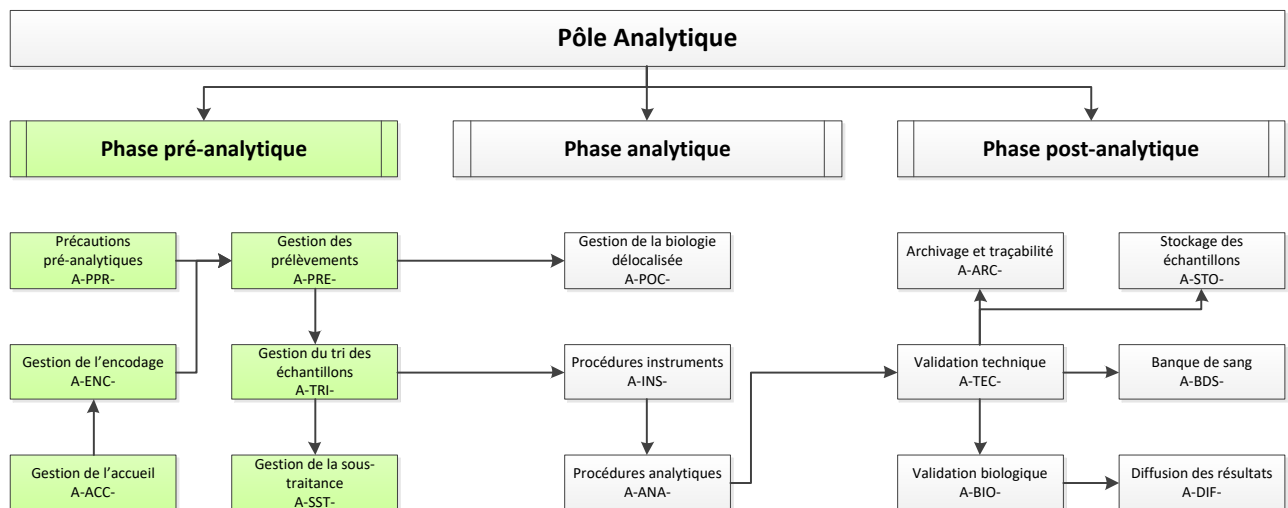 Pôle Analytique
Phase pré-analytique
Phase analytique
Phase post-analytique
Précautions
pré-analytiques
A-PPR-
Gestion des
prélèvements
A-PRE-
Gestion de la biologie
délocalisée
A-POC-
Archivage et traçabilité
A-ARC-
Stockage des
échantillons
A-STO-
Gestion de l’encodage
A-ENC-
Gestion du tri des
échantillons
A-TRI-
Procédures instruments
A-INS-
Validation technique
A-TEC-
Banque de sang
A-BDS-
Gestion de l’accueil
A-ACC-
Gestion de la sous-
traitance
A-SST-
Procédures analytiques
A-ANA-
Validation biologique
A-BIO-
Diffusion des résultats
A-DIF-